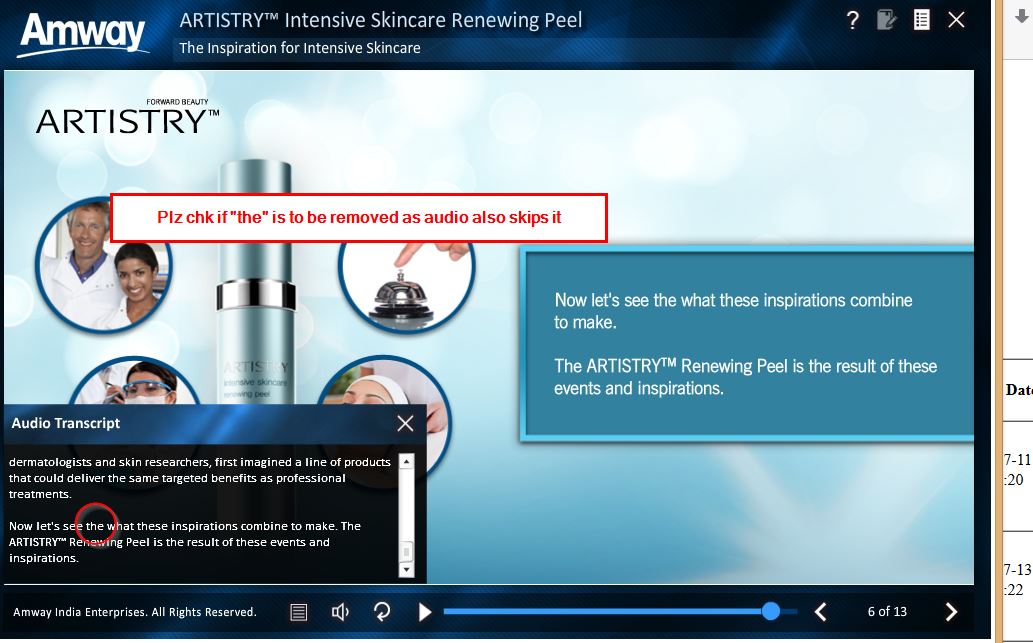 Amway
ARTISTRY™ Intensive Skincare Renewing Peel
The Inspiration for Intensive Skincare
?
FORWARD BEAUTY
ARTISTRY™
Plz chk if "the" is to be removed as audio also skips it
Now let's see the what these inspirations combine
to make.
The ARTISTRY™ Renewing Peel is the result of these
events and inspirations.
ARTISTRY
intensive skincare
renewing peel
Audio Transcript
dermatologists and skin researchers, first imagined a line of products
that could deliver the same targeted benefits as professional
treatments.
Now let's see the what these inspirations combine to make. The
ARTISTRY™ Renewing Peel is the result of these events and
inspirations.
Amway India Enterprises. All Rights Reserved.
6 of 13
Date
7-11
:20
7-13
:22